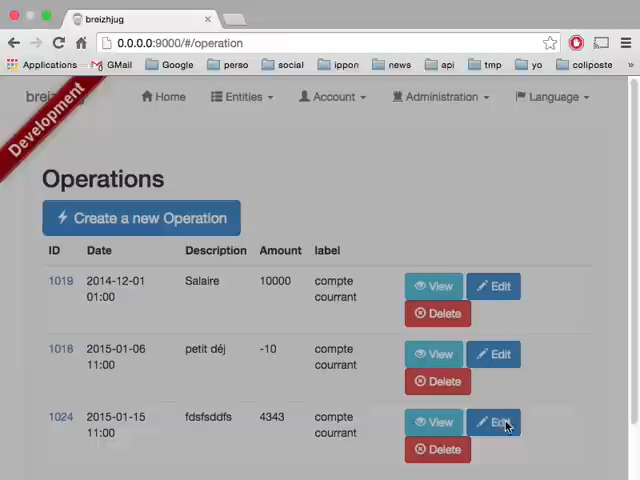 breizhjug
0.0.0.0:9000/#/operation
Applications GMail Google perso social ippon news api tmp yo coliposte »
Development
Home Entities Account Administration Language
Operations
Create a new Operation
ID Date Description Amount label
1019 2014-12-01 01:00 Salaire 10000 compte courrant View Edit
Delete
1018 2015-01-06 11:00 petit déj -10 compte courrant View Edit
Delete
1024 2015-01-15 11:00 fdsfsddfs 4343 compte courrant View Edit
Delete